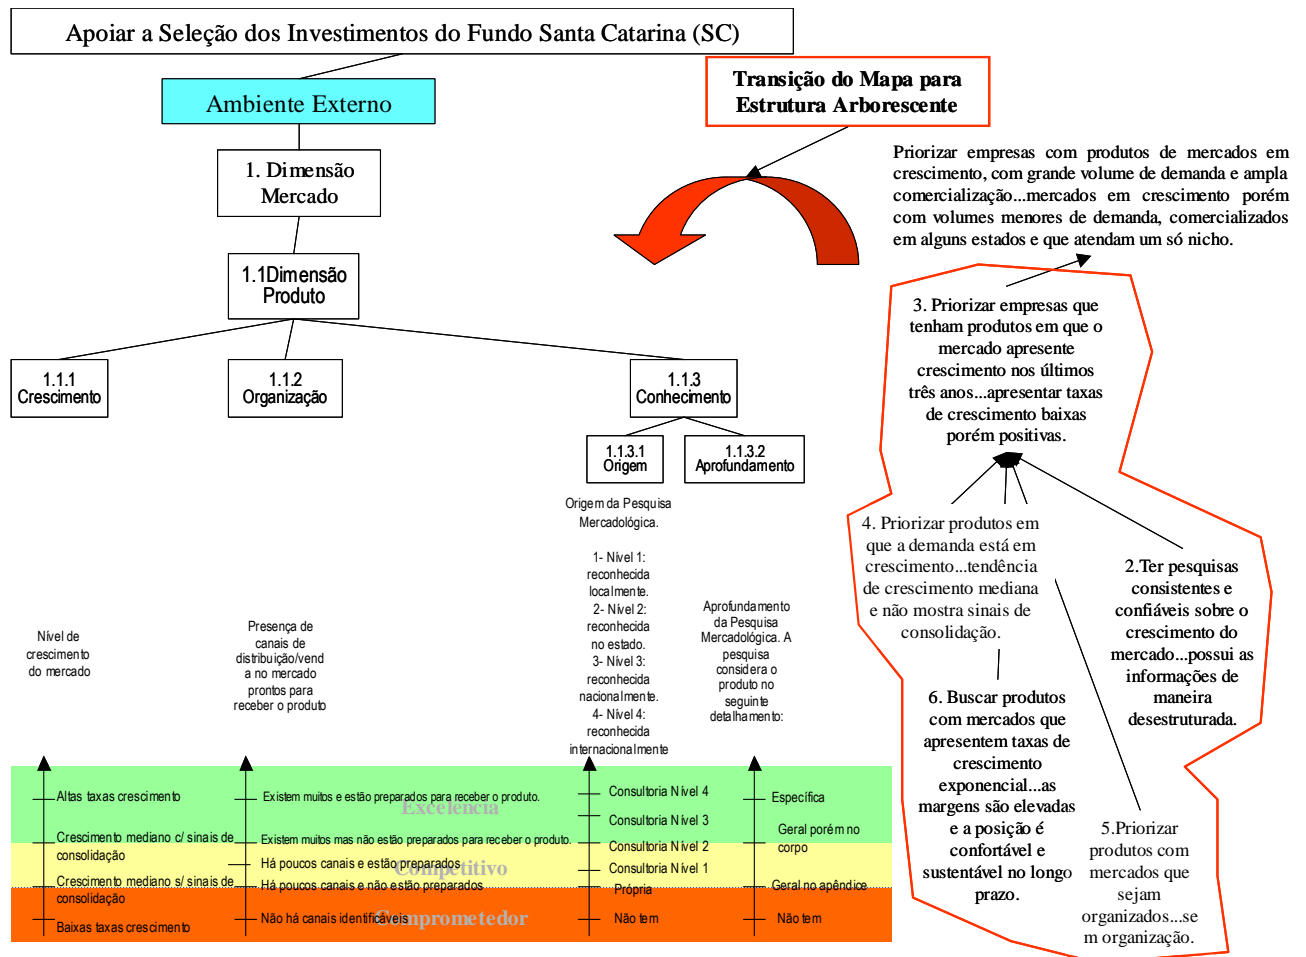 Apoiar a Seleção dos Investimentos do Fundo Santa Catarina (SC)
Ambiente Externo
Transição do Mapa para
Estrutura Arborescente
1. Dimensão
Mercado
1.1Dimensão
Produto
1.1.1
Crescimento
1.1.2
Organização
1.1.3
Conhecimento
1.1.3.1
Origem
1.1.3.2
Aprofundamento
Priorizar empresas com produtos de mercados em
crescimento, com grande volume de demanda e ampla
comercialização...mercados em crescimento porém
com volumes menores de demanda, comercializados
em alguns estados e que atendam um só nicho.
3. Priorizar empresas que
tenham produtos em que o
mercado apresente
crescimento nos últimos
três anos...apresentar taxas
de crescimento baixas
porém positivas.
4. Priorizar produtos em
que a demanda está em
crescimento...tendência
de crescimento mediana
e não mostra sinais de
consolidação.
2.Ter pesquisas
consistentes e
confiáveis sobre o
crescimento do
mercado...possui as
informações de
maneira
desestruturada.
6. Buscar produtos
com mercados que
apresentem taxas de
crescimento
exponencial...as
margens são elevadas
e a posição é
confortável e
sustentável no longo
prazo.
5.Priorizar
produtos com
mercados que
sejam
organizados...se
m organização.
Nível de
crescimento
do mercado
Presença de
canais de
distribuição/vend
a no mercado
prontos para
receber o produto
Origem da Pesquisa
Mercadológica.
1- Nível 1:
reconhecida
localmente.
2- Nível 2:
reconhecida
no estado.
3- Nível 3:
reconhecida
nacionalmente.
4- Nível 4:
reconhecida
internacionalmente
Aprofundamento
da Pesquisa
Mercadológica. A
pesquisa
considera o
produto no
seguinte
detalhamento:
Excelência
Competitivo
Comprometedor
Altas taxas crescimento
Crescimento mediano c/ sinais de
consolidação
Crescimento mediano s/ sinais de
consolidação
Baixas taxas crescimento
Existem muitos e estão preparados para receber o produto.
Existem muitos mas não estão preparados para receber o produto.
Há poucos canais e estão preparados
Há poucos canais e não estão preparados
Não há canais identificáveis
Consultoria Nível 4
Consultoria Nível 3
Consultoria Nível 2
Consultoria Nível 1
Própria
Não tem
Específica
Geral porém no
corpo
Geral no apêndice
Não tem